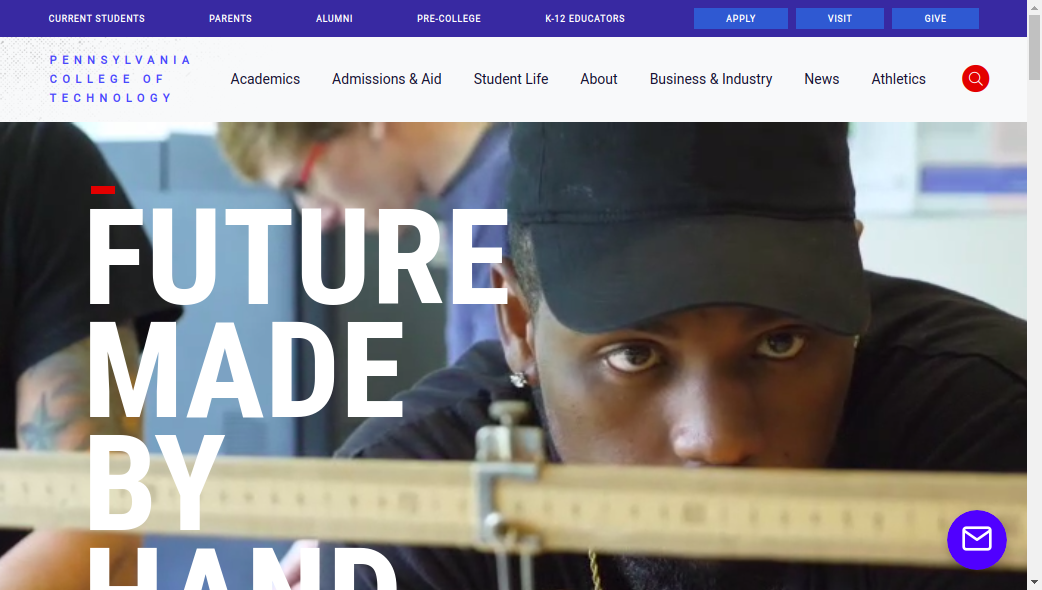 CURRENT STUDENTS PARENTS ALUMNI PRE-COLLEGE K-12 EDUCATORS APPLY VISIT GIVE
PENNSYLVANIA
COLLEGE OF
TECHNOLOGY
Academics Admissions & Aid Student Life About Business & Industry News Athletics
FUTURE
MADE
BY
HAND